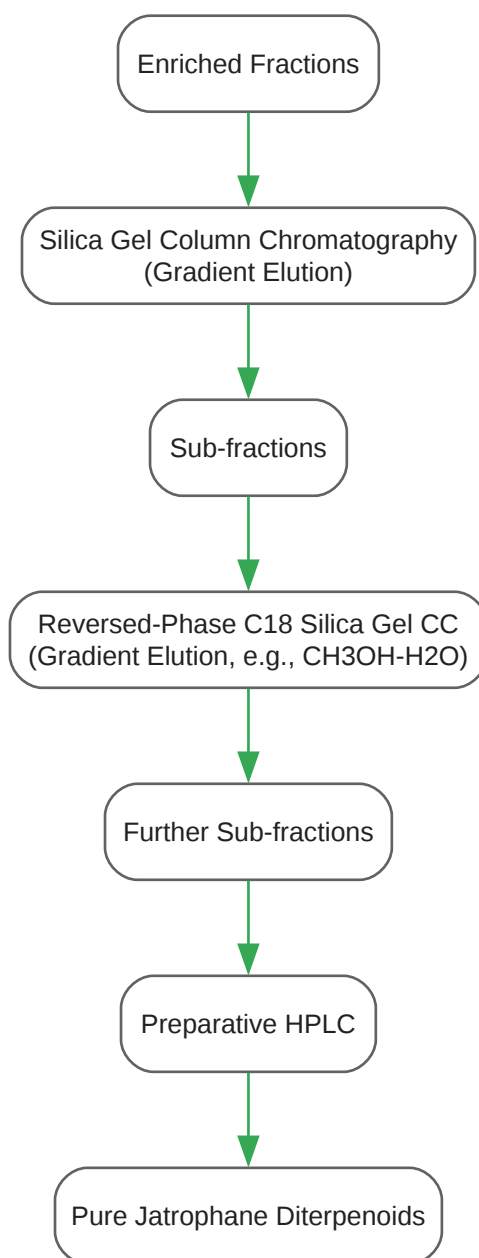 Enriched Fractions
Silica Gel Column Chromatography
(Gradient Elution)
Sub-fractions
Reversed-Phase C18 Silica Gel CC
(Gradient Elution, e.g., CH3OH-H2O)
Further Sub-fractions
Preparative HPLC
Pure Jatrophane Diterpenoids